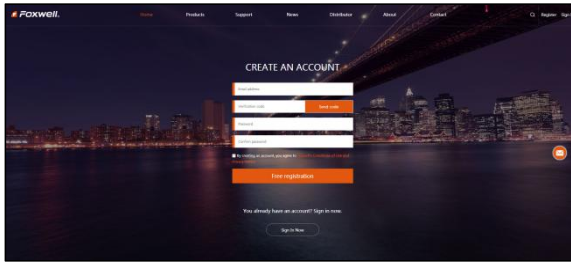 Foxwell.
Home Products Support News Distributor About Contact Register
CREATE AN ACCOUNT
Email address
Verification code Send code
Password
Confirm password
By creating an account, you agree to
Free registration
You already have an account? Sign in now.
Sign In Now